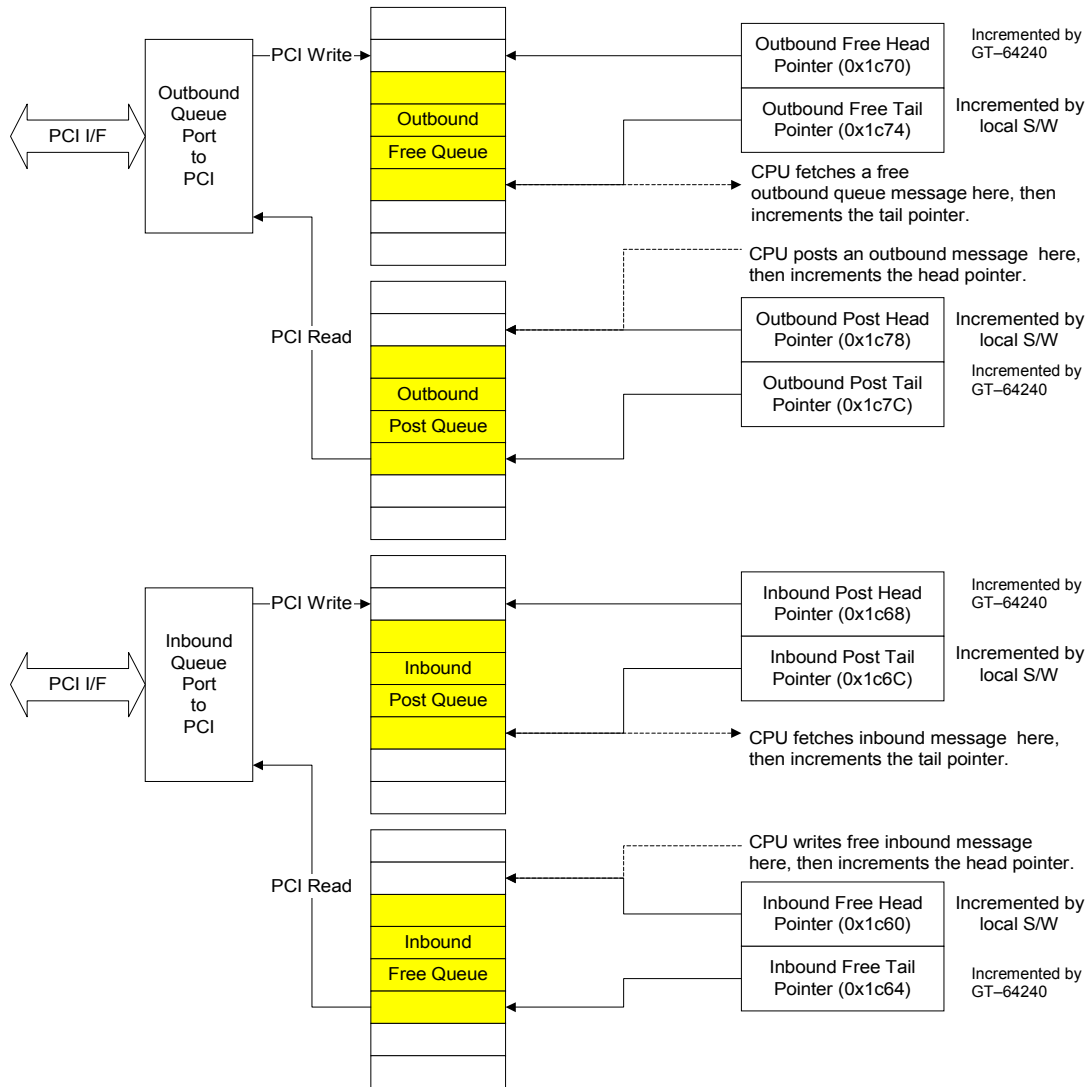 PCI I/F
Outbound
Queue
Port
to
PCI
PCI Write
PCI Read
Outbound
Free Queue
Outbound Free Head
Pointer (0x1c70)
Incremented by
GT–64240
Outbound Free Tail
Pointer (0x1c74)
Incremented by
local S/W
CPU fetches a free
outbound queue message here, then
increments the tail pointer.
CPU posts an outbound message here,
then increments the head pointer.
Outbound
Post Queue
Outbound Post Head
Pointer (0x1c78)
Incremented by
local S/W
Outbound Post Tail
Pointer (0x1c7C)
Incremented by
GT–64240
PCI I/F
Inbound
Queue
Port
to
PCI
PCI Write
PCI Read
Inbound
Post Queue
Inbound Post Head
Pointer (0x1c68)
Incremented by
GT–64240
Inbound Post Tail
Pointer (0x1c6C)
Incremented by
local S/W
CPU fetches inbound message here,
then increments the tail pointer.
CPU writes free inbound message
here, then increments the head pointer.
Inbound
Free Queue
Inbound Free Head
Pointer (0x1c60)
Incremented by
local S/W
Inbound Free Tail
Pointer (0x1c64)
Incremented by
GT–64240